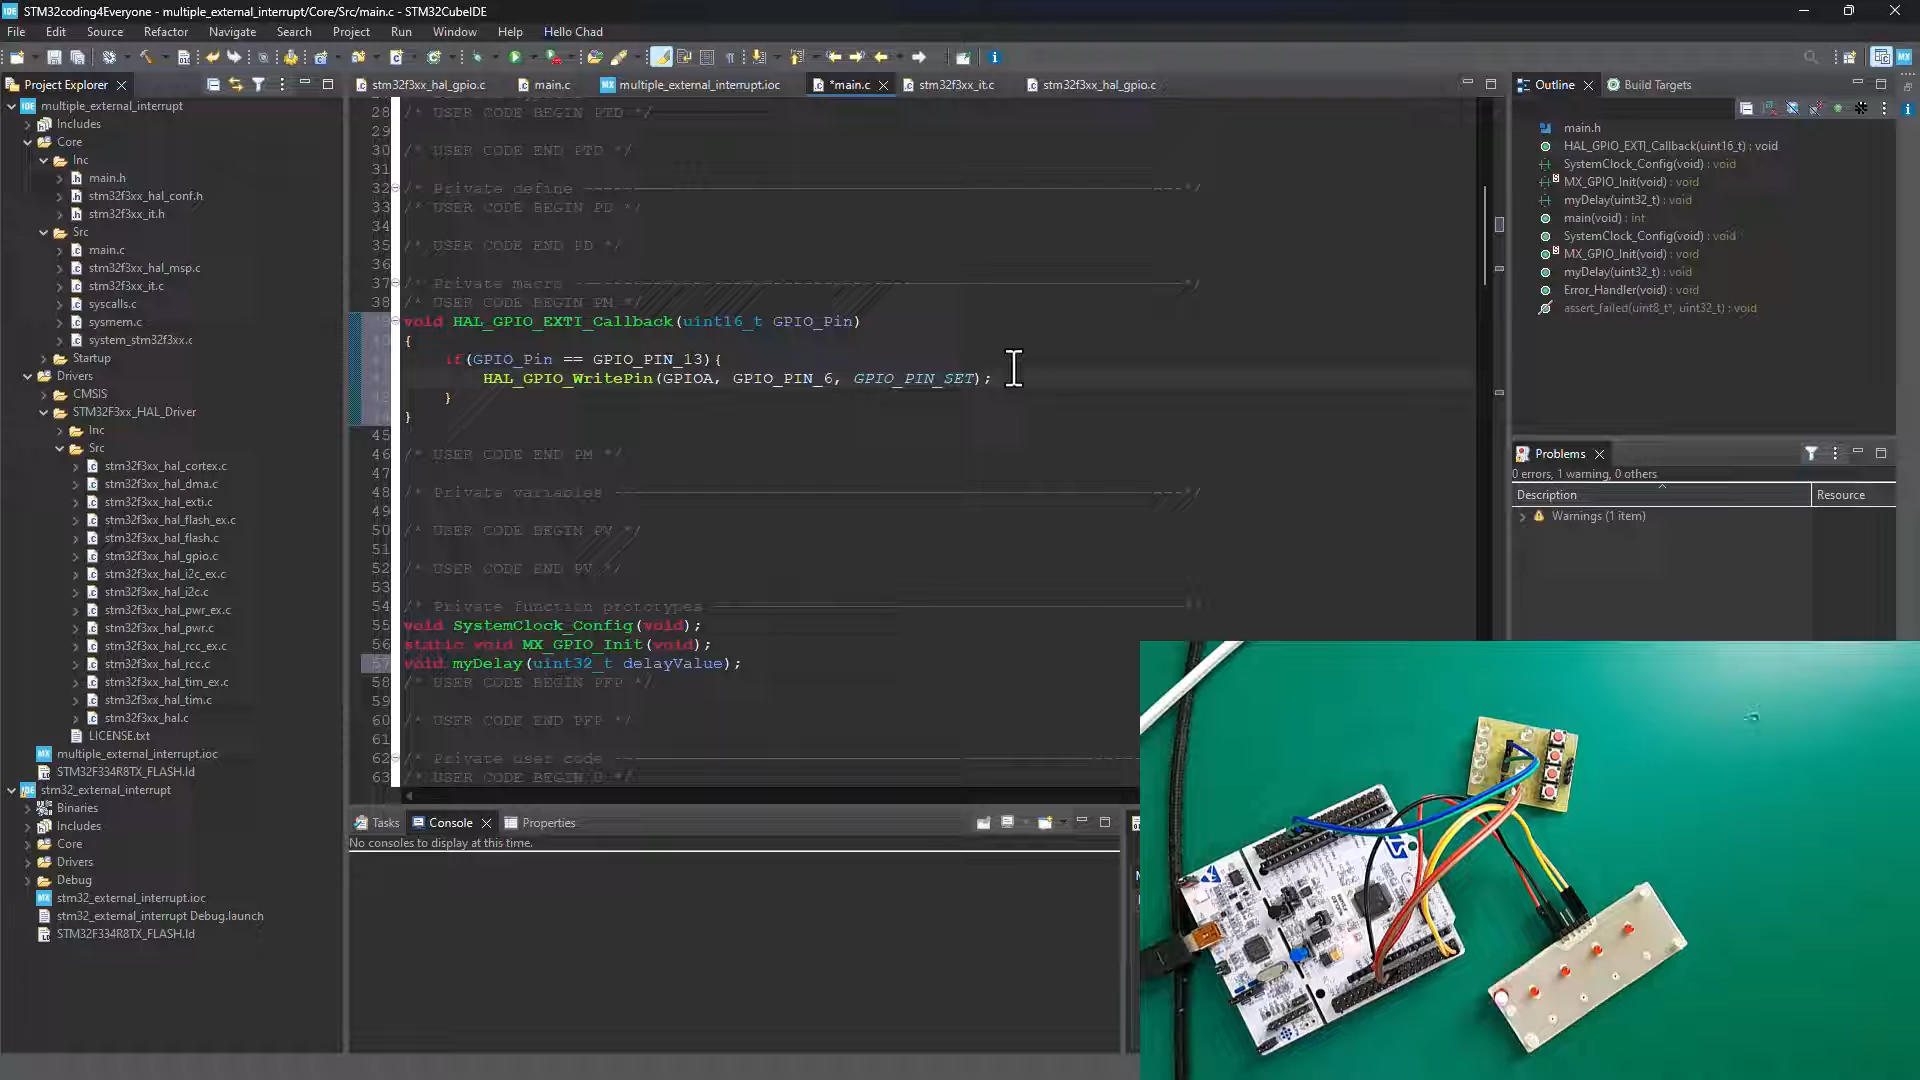 STM32coding4Everyone - multiple_external_interrupt/Core/Src/main.c - STM32CubeIDE
File Edit Source Refactor Navigate Search Project Run Window Help Hello Chad
Project Explorer
multiple_external_interrupt
Includes
Core
Inc
main.h
stm32f3xx_hal_conf.h
stm32f3xx_it.h
Src
main.c
stm32f3xx_hal_msp.c
stm32f3xx_it.c
syscalls.c
sysmem.c
system_stm32f3xx.c
Startup
Drivers
CMSIS
STM32F3xx_HAL_Driver
Inc
Src
stm32f3xx_hal_cortex.c
stm32f3xx_hal_dma.c
stm32f3xx_hal_exti.c
stm32f3xx_hal_flash_ex.c
stm32f3xx_hal_flash.c
stm32f3xx_hal_gpio.c
stm32f3xx_hal_i2c_ex.c
stm32f3xx_hal_i2c.c
stm32f3xx_hal_pwr_ex.c
stm32f3xx_hal_pwr.c
stm32f3xx_hal_rcc_ex.c
stm32f3xx_hal_rcc.c
stm32f3xx_hal_tim_ex.c
stm32f3xx_hal_tim.c
stm32f3xx_hal.c
LICENSE.txt
multiple_external_interrupt.ioc
STM32F334R8TX_FLASH.ld
stm32_external_interrupt
Binaries
Includes
Core
Drivers
Debug
stm32_external_interrupt.ioc
stm32_external_interrupt Debug.launch
STM32F334R8TX_FLASH.ld
stm32f3xx_hal_gpio.c main.c multiple_external_interrupt.ioc *main.c stm32f3xx_it.c stm32f3xx_hal_gpio.c
28 /* USER CODE BEGIN PTD */
29
30 /* USER CODE END PTD */
31
32 /* Private define ---*/
33 /* USER CODE BEGIN PD */
34
35 /* USER CODE END PD */
36
37 /* Private macro ---*/
38 /* USER CODE BEGIN PM */
void HAL_GPIO_EXTI_Callback(uint16_t GPIO_Pin)
{
if(GPIO_Pin == GPIO_PIN_13){
HAL_GPIO_WritePin(GPIOA, GPIO_PIN_6, GPIO_PIN_SET);
}
}
45
46 /* USER CODE END PM */
47
48 /* Private variables ---*/
49
50 /* USER CODE BEGIN PV */
51
52 /* USER CODE END PV */
53
54 /* Private function prototypes
55 void SystemClock_Config(void);
56 static void MX_GPIO_Init(void);
57 void myDelay(uint32_t delayValue);
58 /* USER CODE BEGIN PFP */
59
60 /* USER CODE END PFP */
61
62 /* Private user code
63 /* USER CODE BEGIN 0 */
Tasks Console Properties
No consoles to display at this time.
Outline Build Targets
main.h
HAL_GPIO_EXTI_Callback(uint16_t) : void
SystemClock_Config(void) : void
MX_GPIO_Init(void) : void
myDelay(uint32_t) : void
main(void) : int
SystemClock_Config(void) : void
MX_GPIO_Init(void) : void
myDelay(uint32_t) : void
Error_Handler(void) : void
assert_failed(uint8_t*, uint32_t) : void
Problems
0 errors, 1 warning, 0 others
Description Resource
Warnings (1 item)